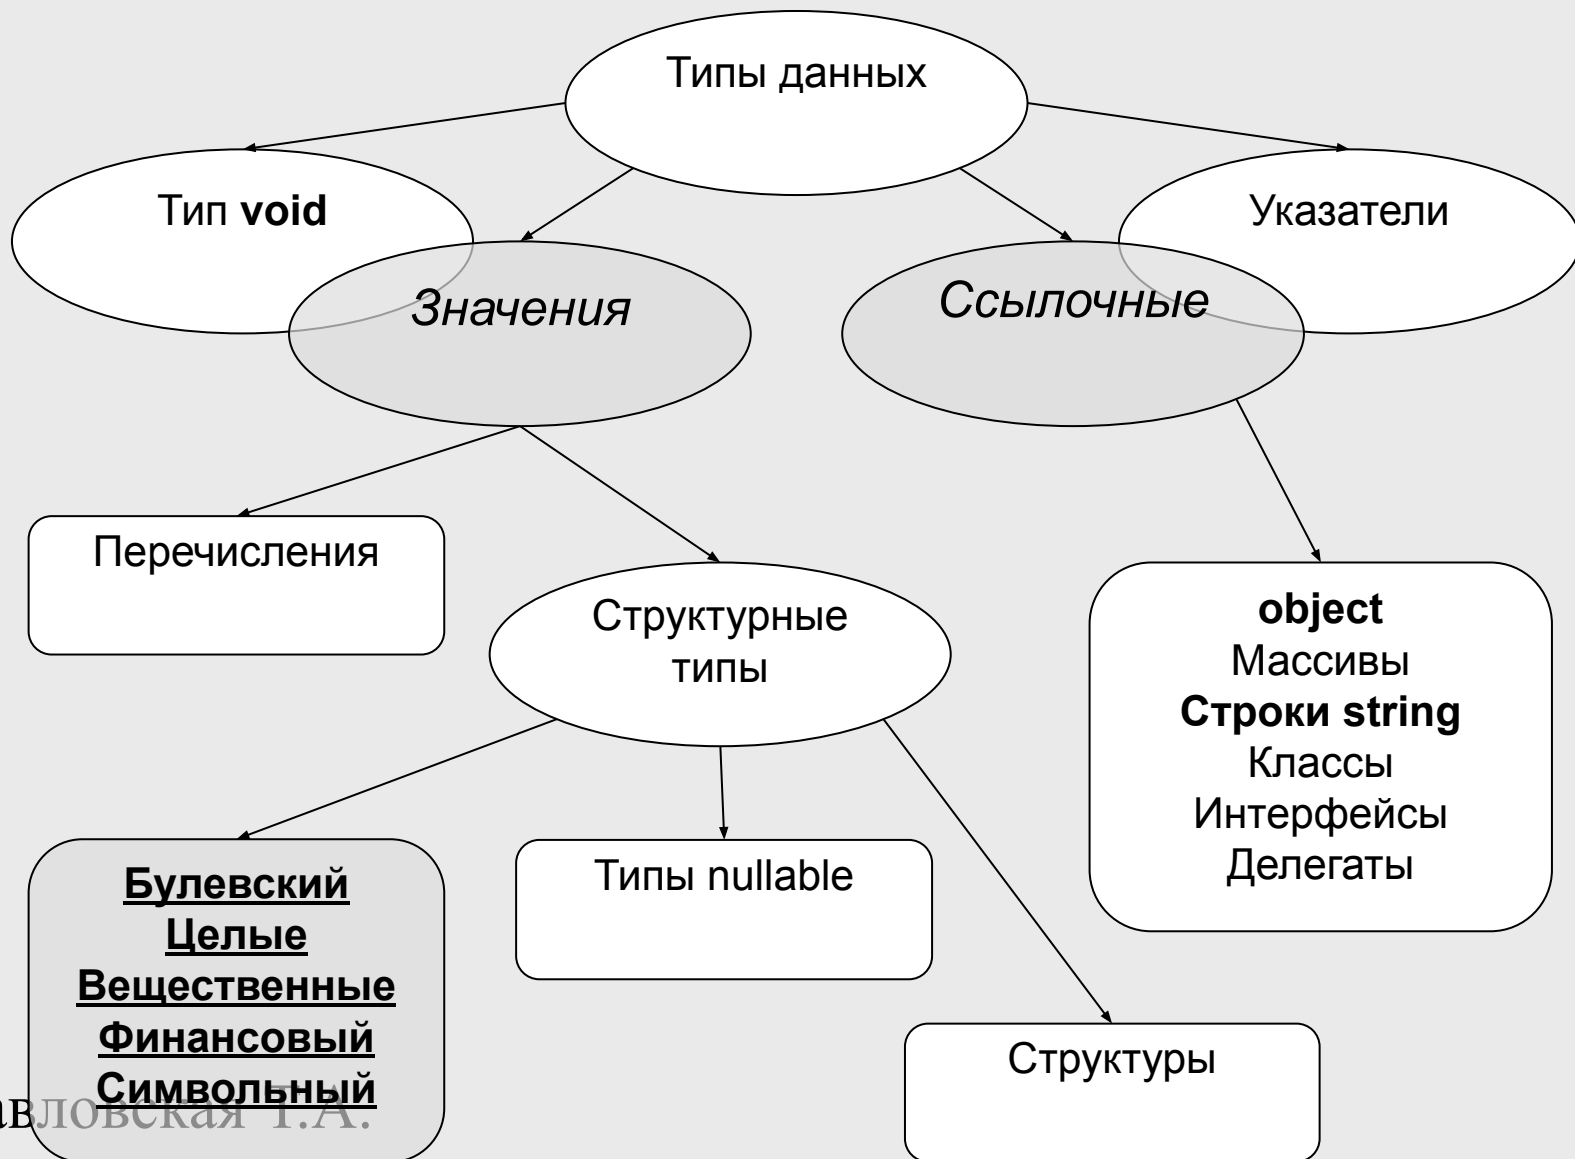 Типы данных
Тип void
Указатели
Значения
Ссылочные
Перечисления
Структурные
типы
object
Массивы
Строки string
Классы
Интерфейсы
Делегаты
Булевский
Целые
Вещественные
Финансовый
Символьный
Типы nullable
Структуры
авловская Т.А.